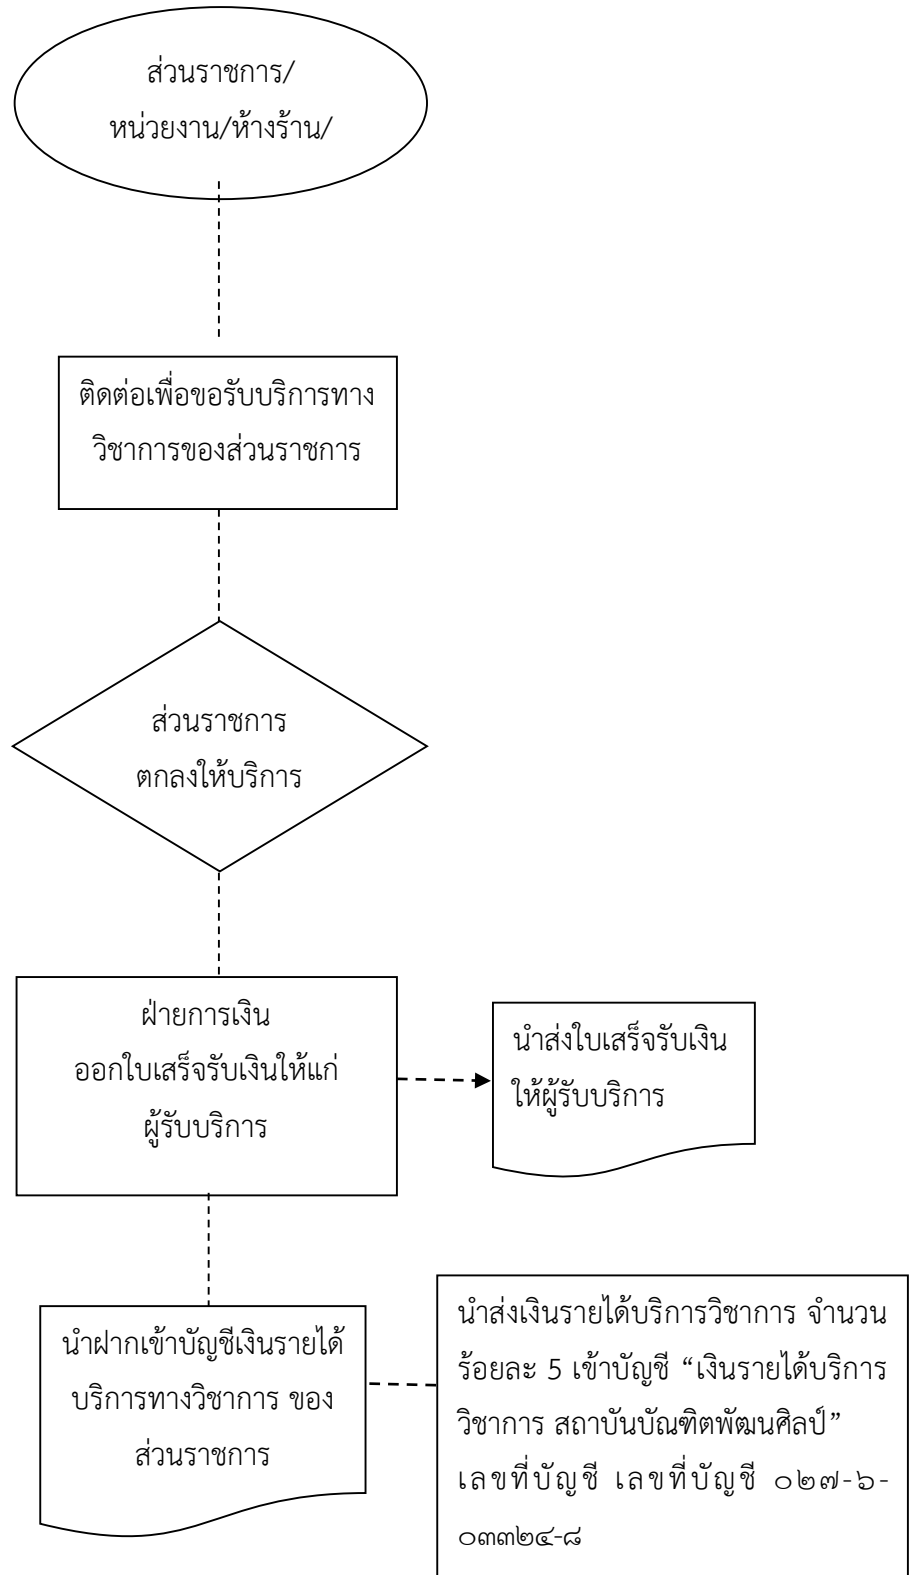 ส่วนราชการ/
หน่วยงาน/ห้างร้าน/
ติดต่อเพื่อขอรับบริการทาง
วิชาการของส่วนราชการ
ส่วนราชการ
ตกลงให้บริการ
ฝ่ายการเงิน
ออกใบเสร็จรับเงินให้แก่
ผู้รับบริการ
นำส่งใบเสร็จรับเงิน
ให้ผู้รับบริการ
นำฝากเข้าบัญชีเงินรายได้
บริการทางวิชาการ ของ
ส่วนราชการ
นำส่งเงินรายได้บริการวิชาการ จำนวน
ร้อยละ 5 เข้าบัญชี “เงินรายได้บริการ
วิชาการ สถาบันบัณฑิตพัฒนศิลป์”
เลขที่บัญชี เลขที่บัญชี ๐๒๗-๖-
๐๓๓๒๔-๘